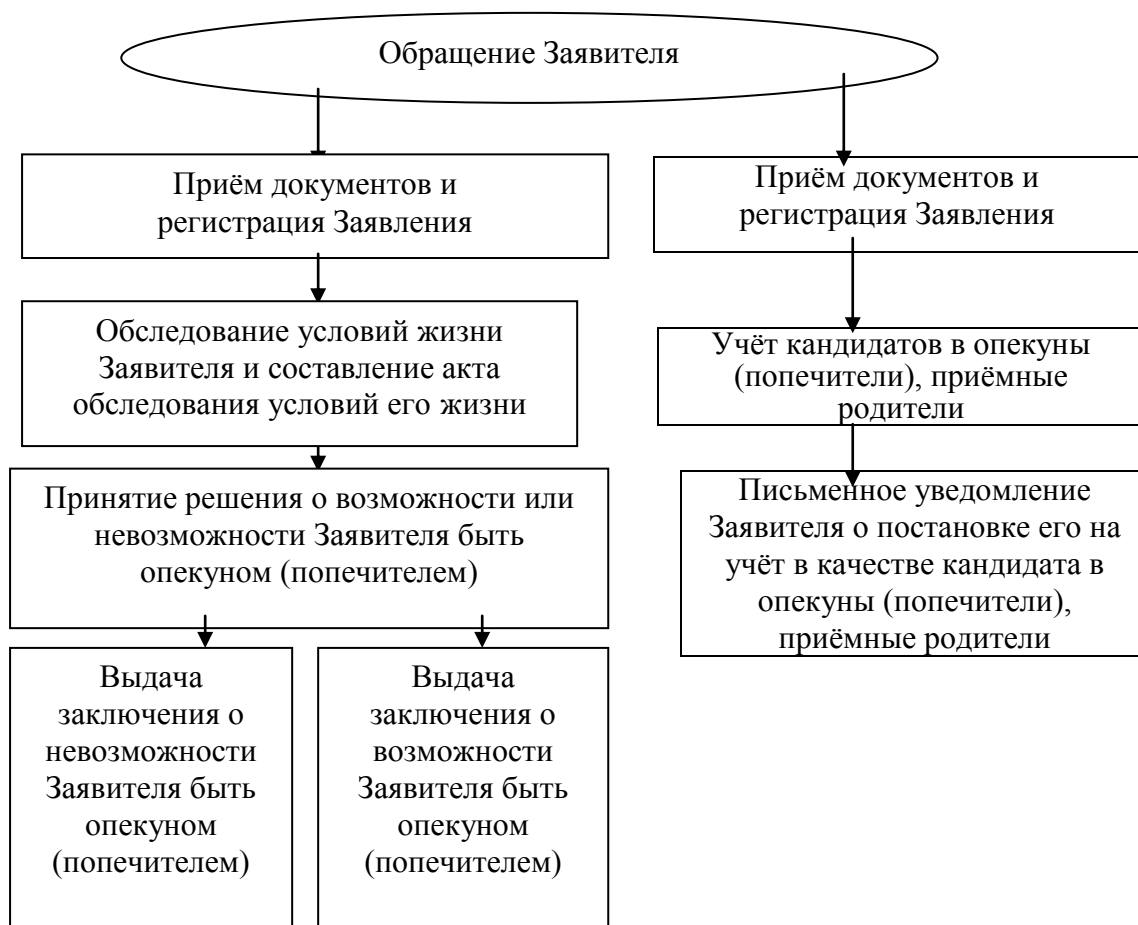 Обращение Заявителя
Приём документов и
регистрация Заявления
Обследование условий жизни
Заявителя и составление акта
обследования условий его жизни
Принятие решения о возможности или
невозможности Заявителя быть
опекуном (попечителем)
Выдача
заключения о
невозможности
Заявителя быть
опекуном
(попечителем)
Выдача
заключения о
возможности
Заявителя быть
опекуном
(попечителем)
Приём документов и
регистрация Заявления
Учёт кандидатов в опекуны
(попечители), приёмные
родители
Письменное уведомление
Заявителя о постановке его на
учёт в качестве кандидата в
опекуны (попечители),
приёмные родители